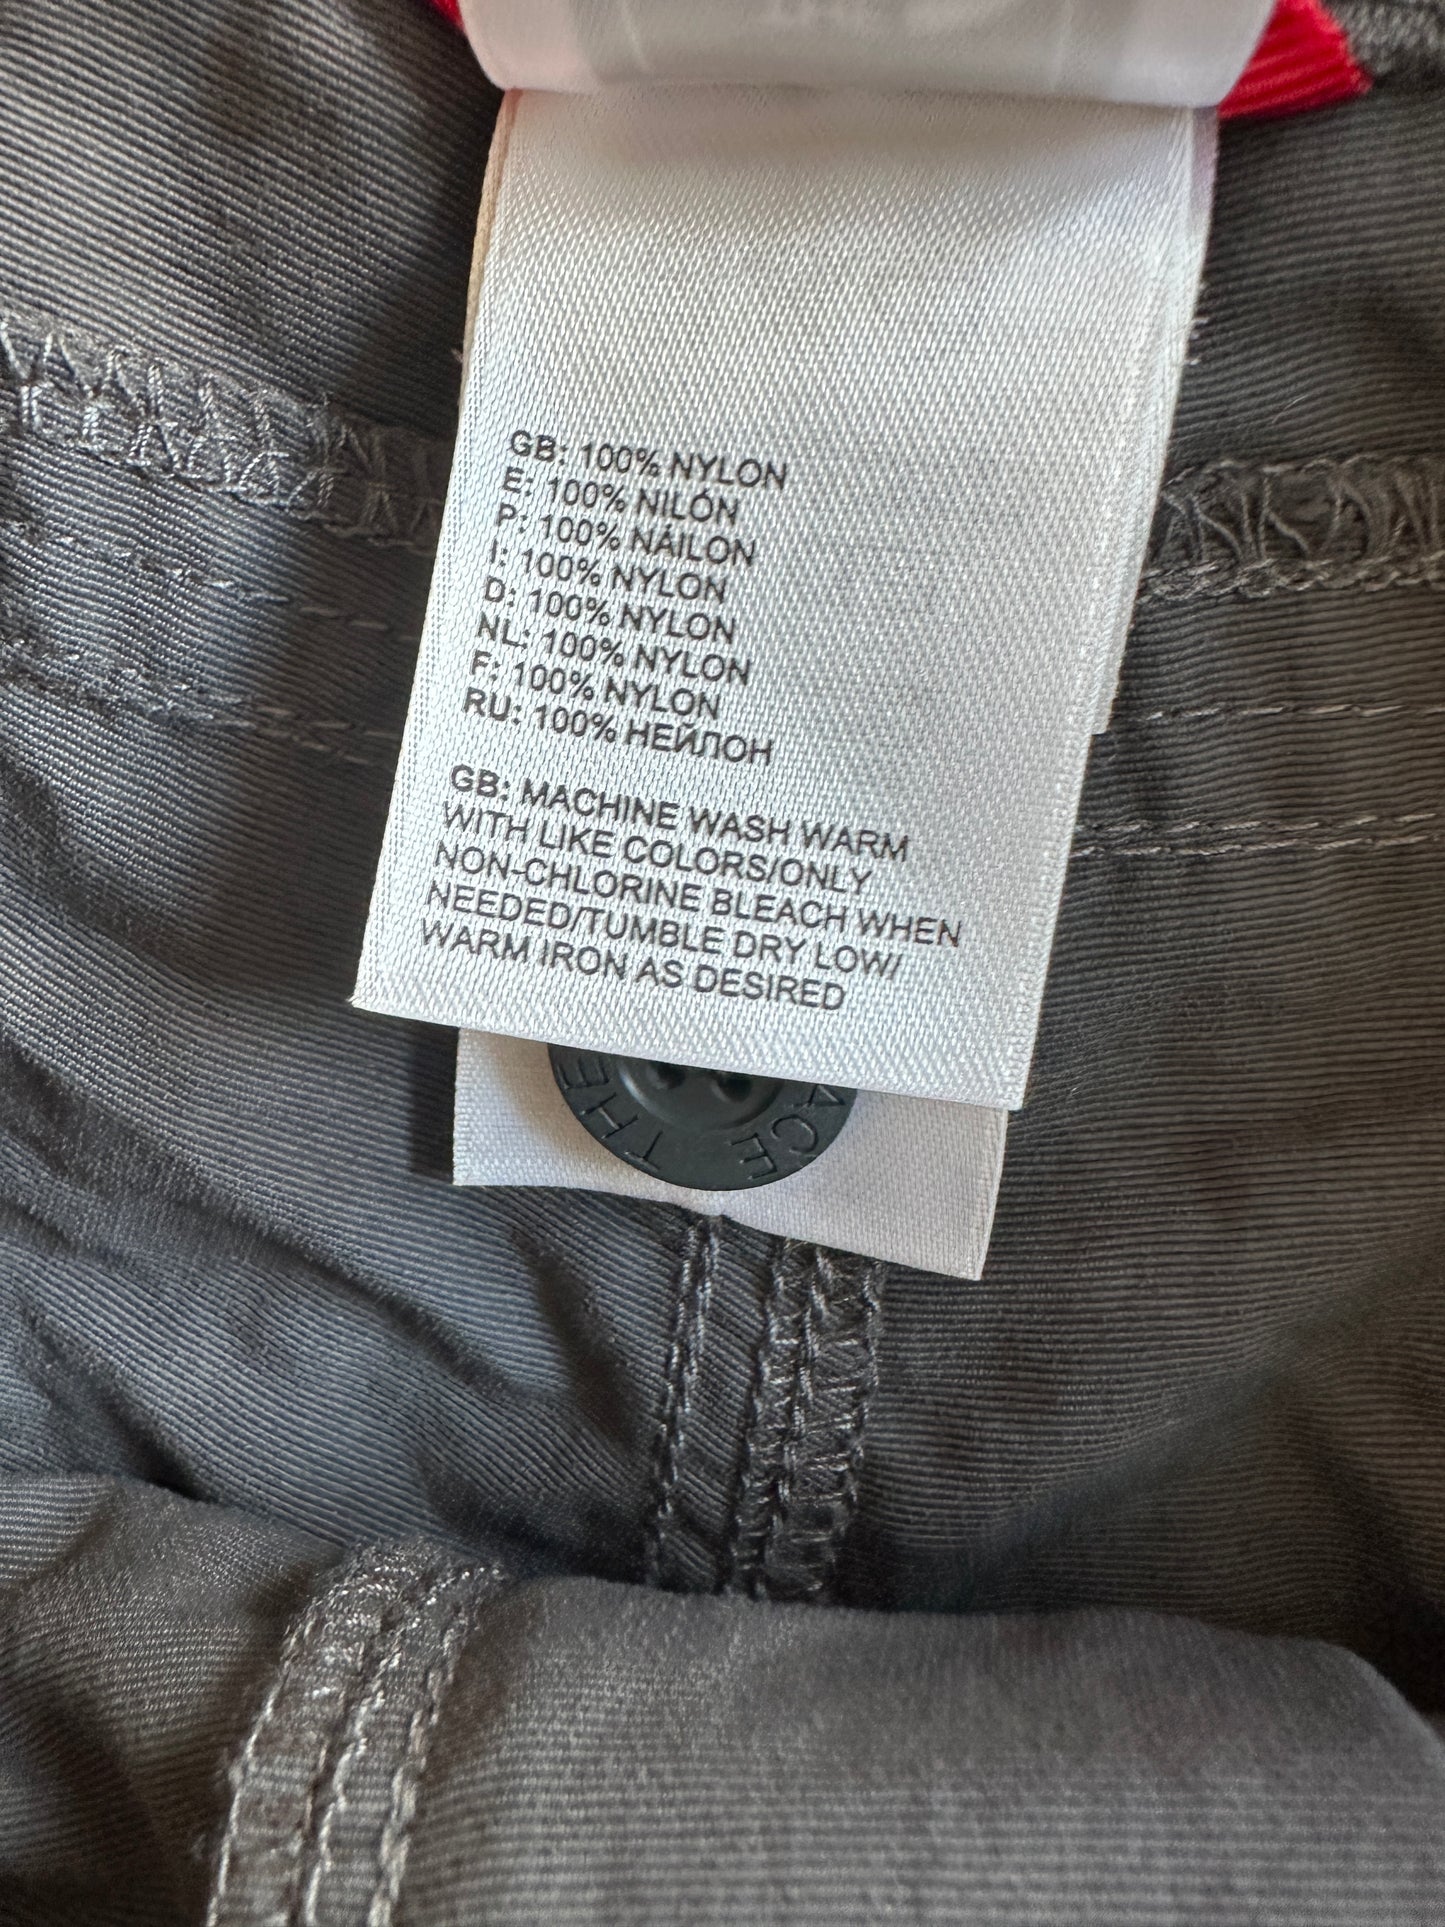 GB: 100% NYLON
E: 100% NILÓN
P: 100% NÁILON
I: 100% NYLON
D: 100% NYLON
NL: 100% NYLON
F: 100% NYLON
RU: 100% НЕЙЛОН
GB: MACHINE WASH WARM
WITH LIKE COLORS/ONLY
NON-CHLORINE BLEACH WHEN
NEEDED/TUMBLE DRY LOW/
WARM IRON AS DESIRED
THE